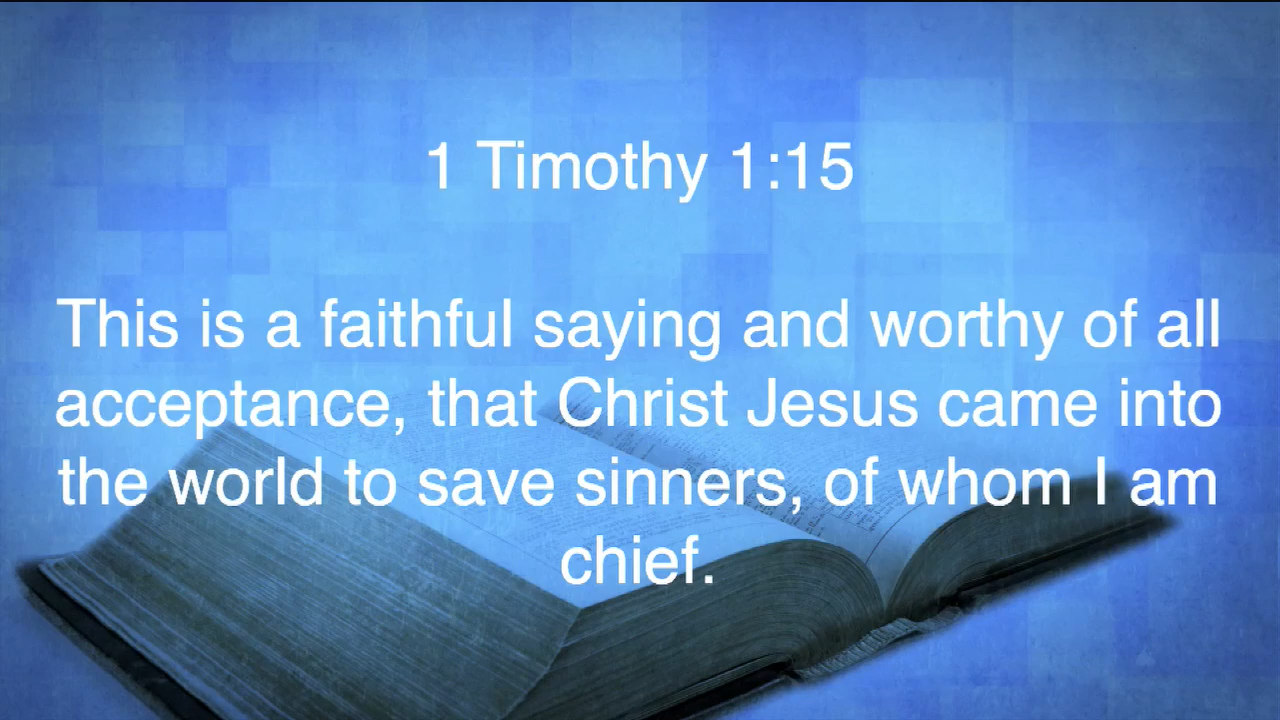 1 Timothy 1:15
This is a faithful saying and worthy of all
acceptance, that Christ Jesus came into
the world to save sinners, of whom I am
chief.